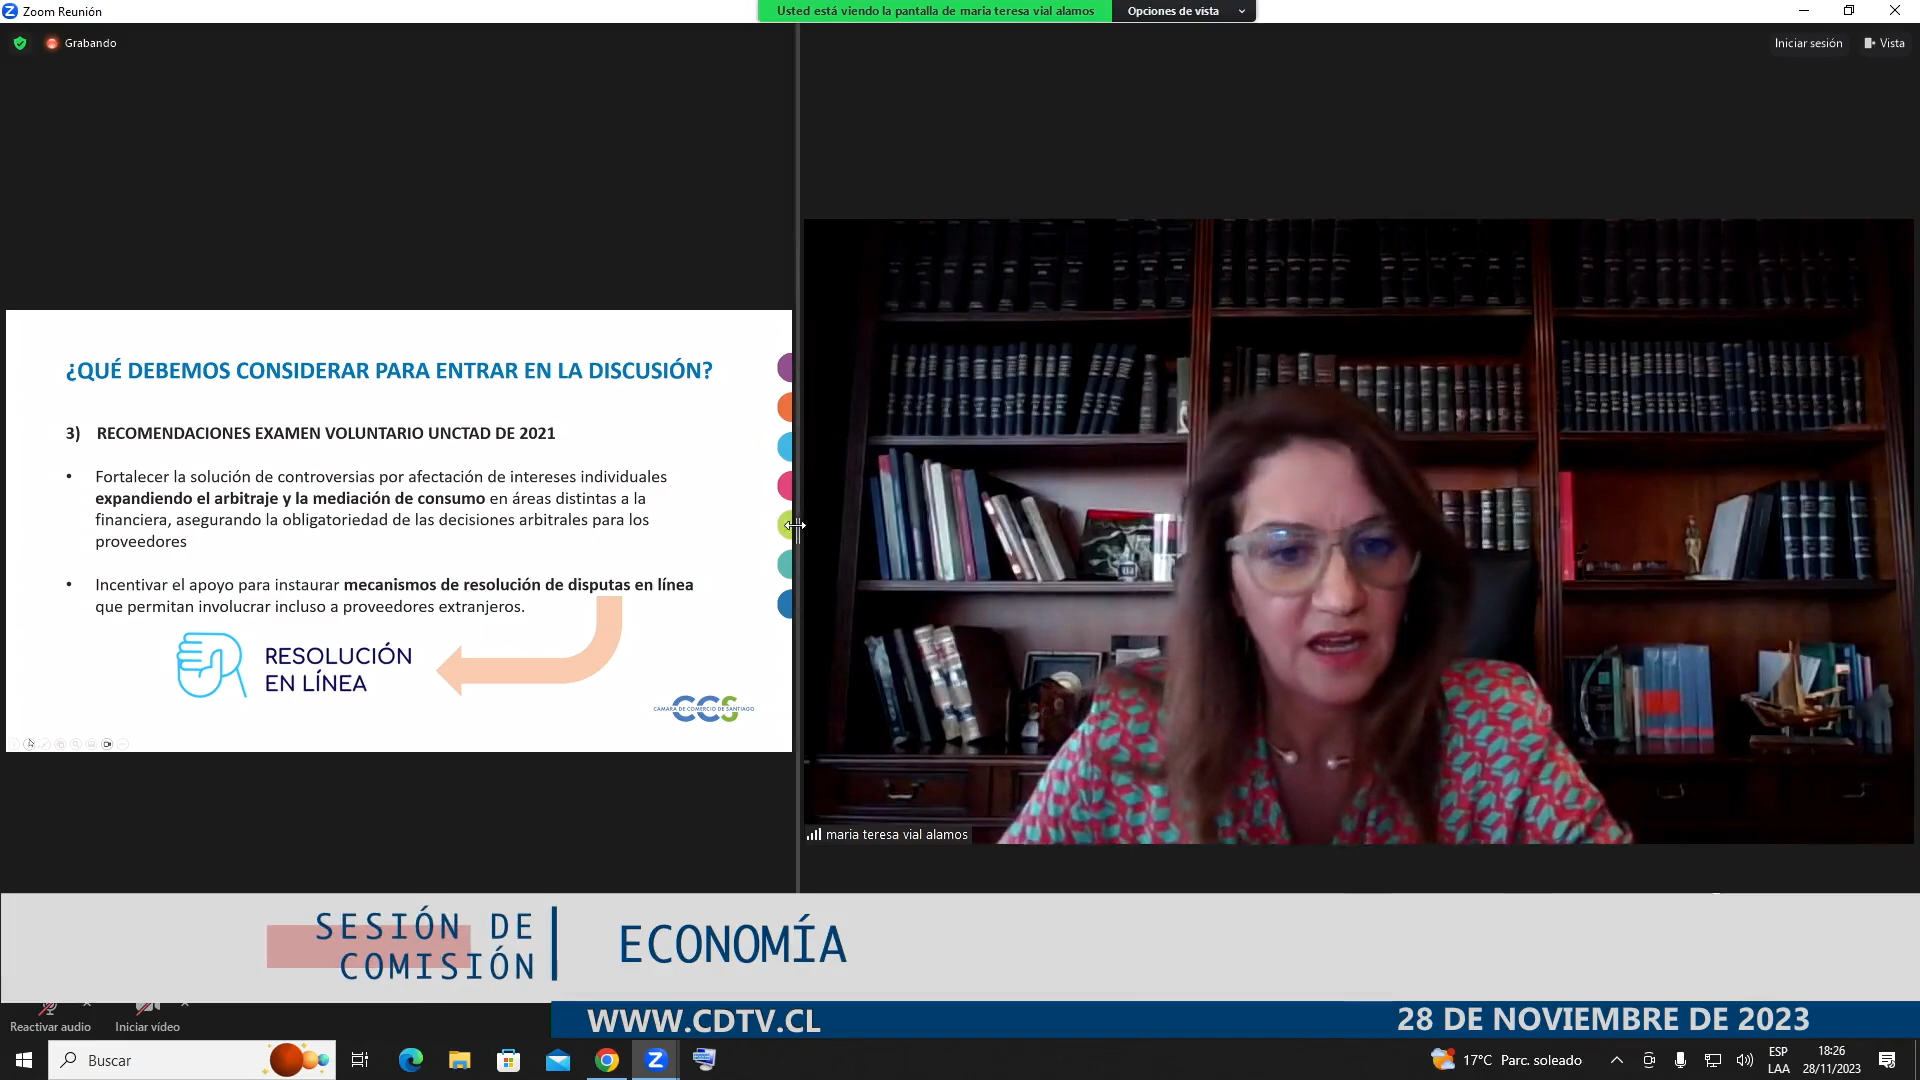 Zoom Reunión
Usted está viendo la pantalla de maria teresa vial alamos
Opciones de vista
Grabando
Iniciar sesión
Vista
¿QUÉ DEBEMOS CONSIDERAR PARA ENTRAR EN LA DISCUSIÓN?
3) RECOMENDACIONES EXAMEN VOLUNTARIO UNCTAD DE 2021
• Fortalecer la solución de controversias por afectación de intereses individuales
expandiendo el arbitraje y la mediación de consumo en áreas distintas a la
financiera, asegurando la obligatoriedad de las decisiones arbitrales para los
proveedores
• Incentivar el apoyo para instaurar mecanismos de resolución de disputas en línea
que permitan involucrar incluso a proveedores extranjeros.
RESOLUCIÓN
EN LÍNEA
CCS
CAMARA DE COMERCIO DE SANTIAGO
maria teresa vial alamos
SESIÓN DE
COMISIÓN
ECONOMÍA
Reactivar audio
Iniciar vídeo
WWW.CDTV.CL
28 DE NOVIEMBRE DE 2023
Buscar
17°C Parc. soleado
ESP
LAA
18:26
28/11/2023